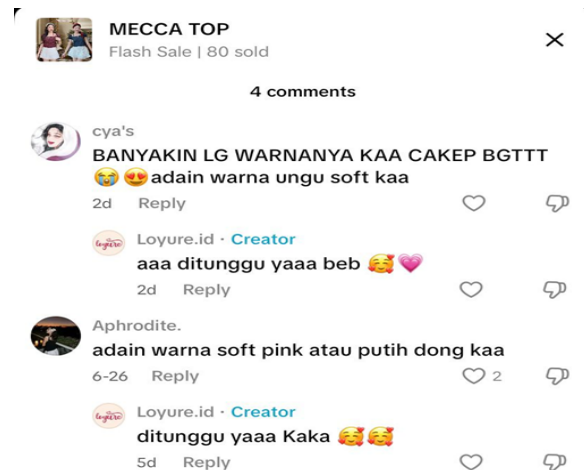 MECCA TOP
Flash Sale | 80 sold
4 comments
cya's
BANYAKIN LG WARNANYA KAA CAKEP BGTTT
😭😍adain warna ungu soft kaa
2d Reply
loyure
Loyure.id · Creator
aaa ditunggu yaaa beb 🥰💗
2d Reply
Aphrodite.
adain warna soft pink atau putih dong kaa
6-26 Reply 2
loyure
Loyure.id · Creator
ditunggu yaaa Kaka 🥰🥰
5d Reply